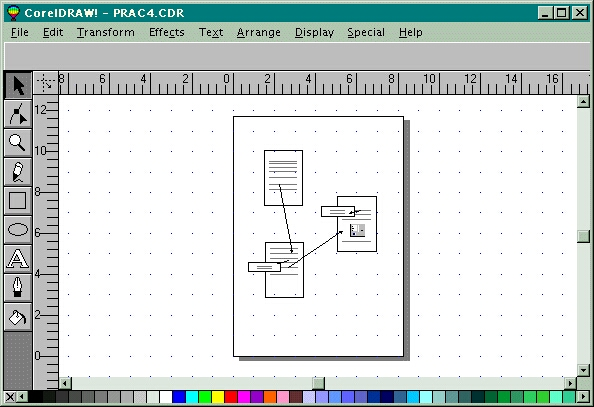 CorelDRAW! - PRAC4.CDR
File Edit Transform Effects Text Arrange Display Special Help
8 6 4 2 0 2 4 6 8 10 12 14 16
12
10
8
6
4
2
0
A